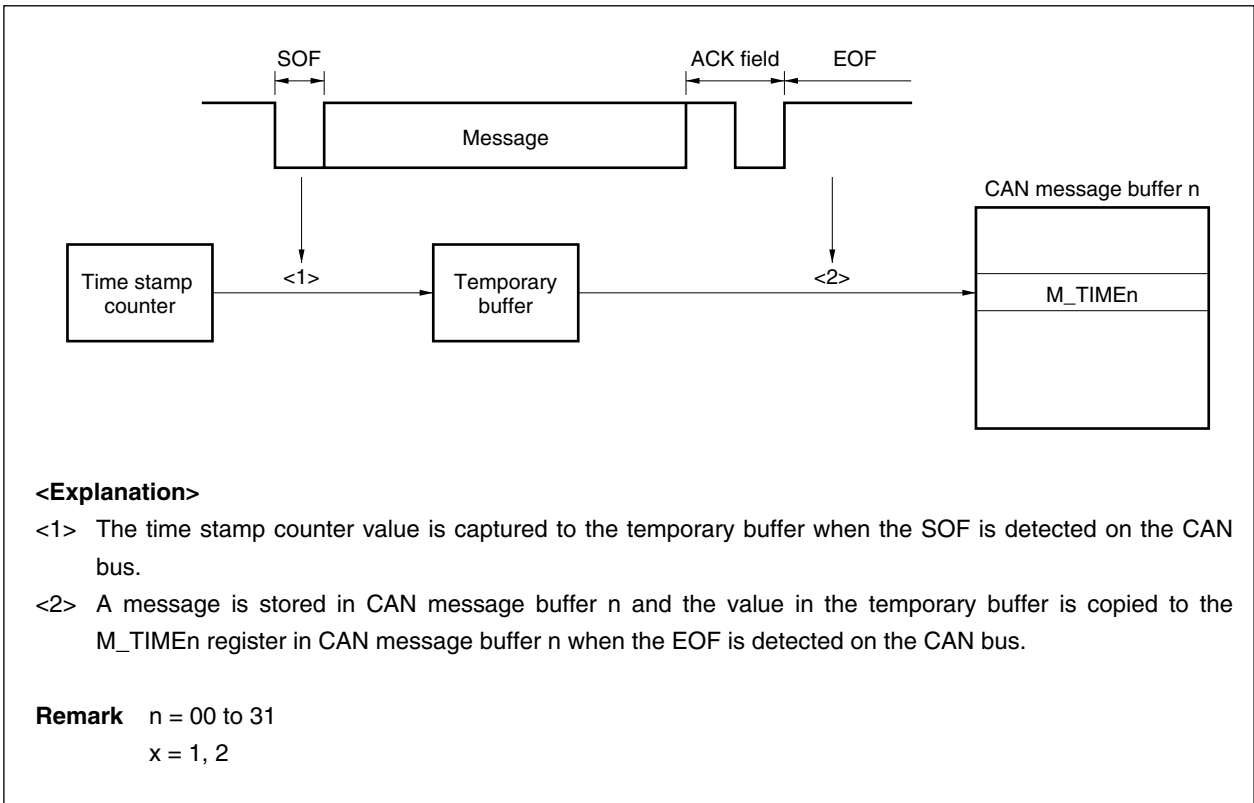 SOF
ACK field
EOF
Message
CAN message buffer n
Time stamp
counter
<1>
Temporary
buffer
<2>
M_TIMEn
<Explanation>
<1> The time stamp counter value is captured to the temporary buffer when the SOF is detected on the CAN
bus.
<2> A message is stored in CAN message buffer n and the value in the temporary buffer is copied to the
M_TIMEn register in CAN message buffer n when the EOF is detected on the CAN bus.
Remark n = 00 to 31
x = 1, 2